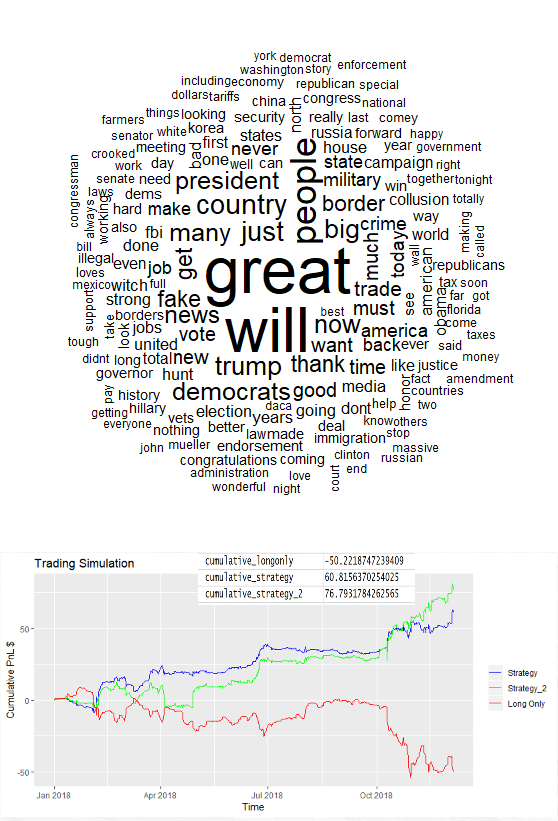 york democrat
washington story enforcement
including economy republican special
dollars tariffs china congress national
farmers things looking security north really last comey
senator white korea states russia forward happy
crooked meeting bad first never house year government
congressman work day one well can state campaign right
senate need president people military win together tonight
laws dems country border collusion totally
always working hard make big crime way making
also fbi many just much today wall world called
bill done get great american republicans
illegal even job trade see tax soon
loves mexico witch full fake will best must obama far got
support strong news now america florida
borders take look jobs vote want back ever come taxes
tough united trump thank time like said
didnt long total new justice money
governor hunt democrats good media honor fact amendment
pay history countries
getting hillary vets election years daca going dont help two
everyone nothing better law made deal know others
john mueller endorsement immigration stop massive
congratulations coming court clinton russian
administration love end
wonderful night
Trading Simulation
cumulative_longonly -50.2218747239409
cumulative_strategy 60.8156370254025
cumulative_strategy_2 76.7931784262565
Cumulative PnL $
50
0
-50
Strategy
Strategy_2
Long Only
Jan 2018 Apr 2018 Jul 2018 Oct 2018
Time